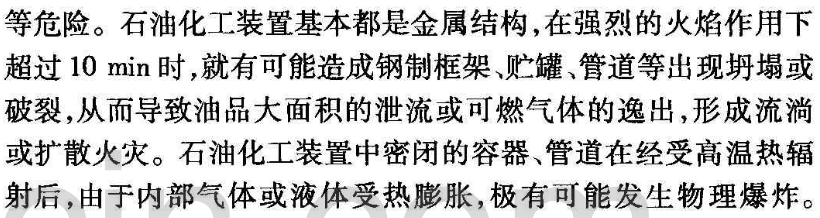 等危险。石油化工装置基本都是金属结构,在强烈的火焰作用下
超过 10 min 时,就有可能造成钢制框架、贮罐、管道等出现坍塌或
破裂,从而导致油品大面积的泄流或可燃气体的逸出,形成流淌
或扩散火灾。石油化工装置中密闭的容器、管道在经受高温热辐
射后,由于内部气体或液体受热膨胀,极有可能发生物理爆炸。